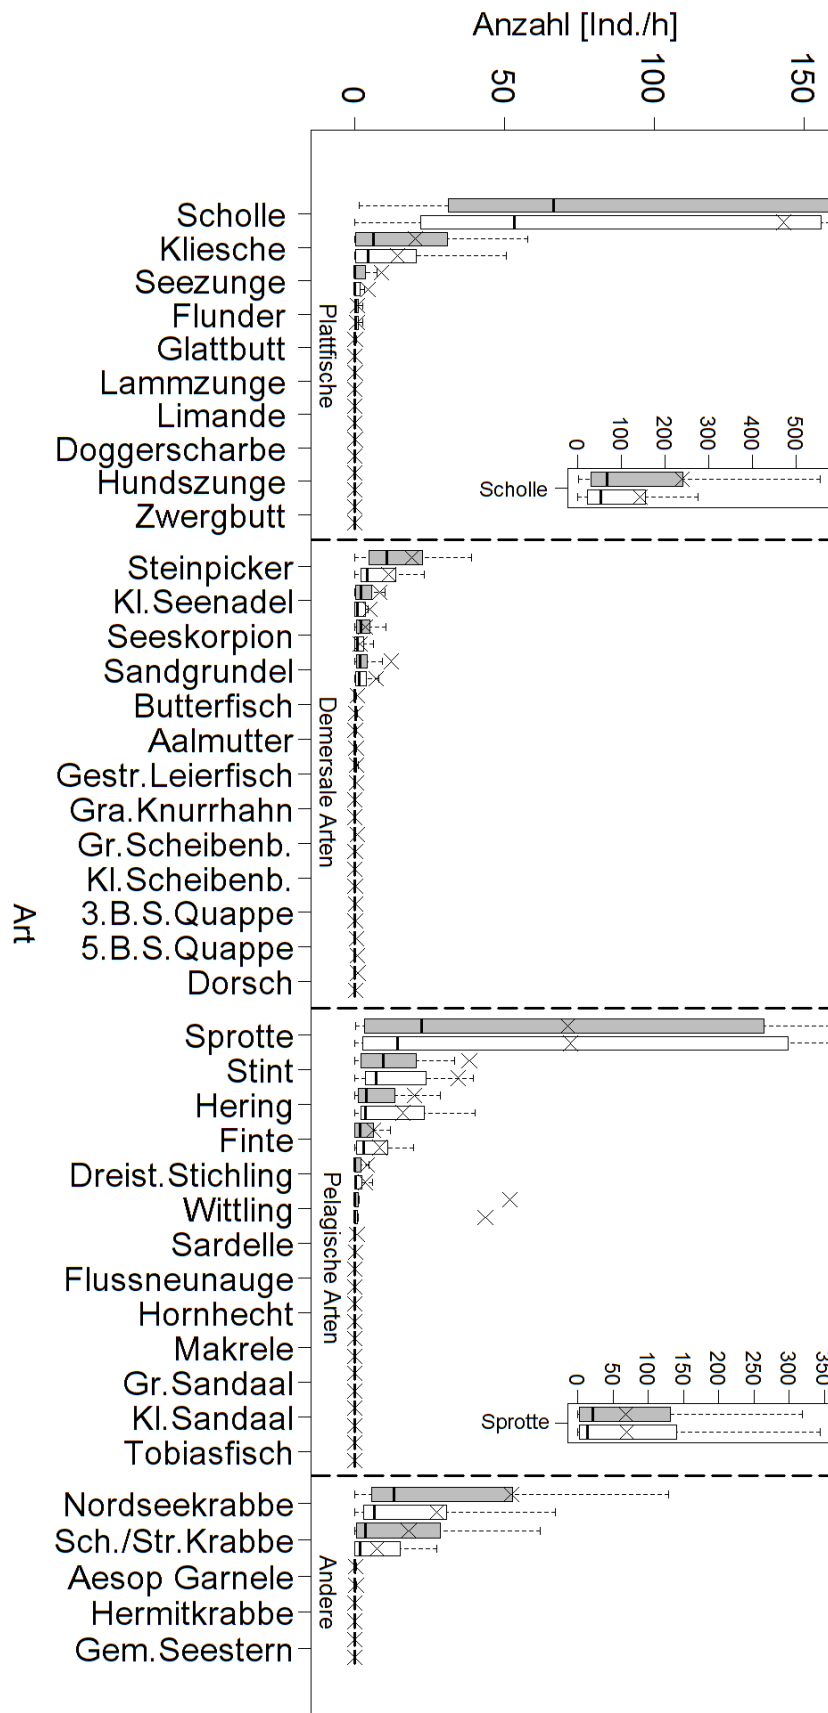 Anzahl [Ind./h]
0
50
100
150
Scholle
Kliesche
Seezunge
Flunder
Glattbutt
Lammzunge
Limande
Doggerscharbe
Hundszunge
Zwergbutt
Plattfische
0
100
200
300
400
500
Scholle
Steinpicker
Kl.Seenadel
Seeskorpion
Sandgrundel
Butterfisch
Aalmutter
Gestr.Leierfisch
Gra.Knurrhahn
Gr.Scheibenb.
Kl.Scheibenb.
3.B.S.Quappe
5.B.S.Quappe
Dorsch
Demersale Arten
Art
Sprotte
Stint
Hering
Finte
Dreist.Stichling
Wittling
Sardelle
Flussneunauge
Hornhecht
Makrele
Gr.Sandaal
Kl.Sandaal
Tobiasfisch
Pelagische Arten
0
50
100
150
200
250
300
350
Sprotte
Nordseekrabbe
Sch./Str.Krabbe
Aesop Garnele
Hermitkrabbe
Gem.Seestern
Andere